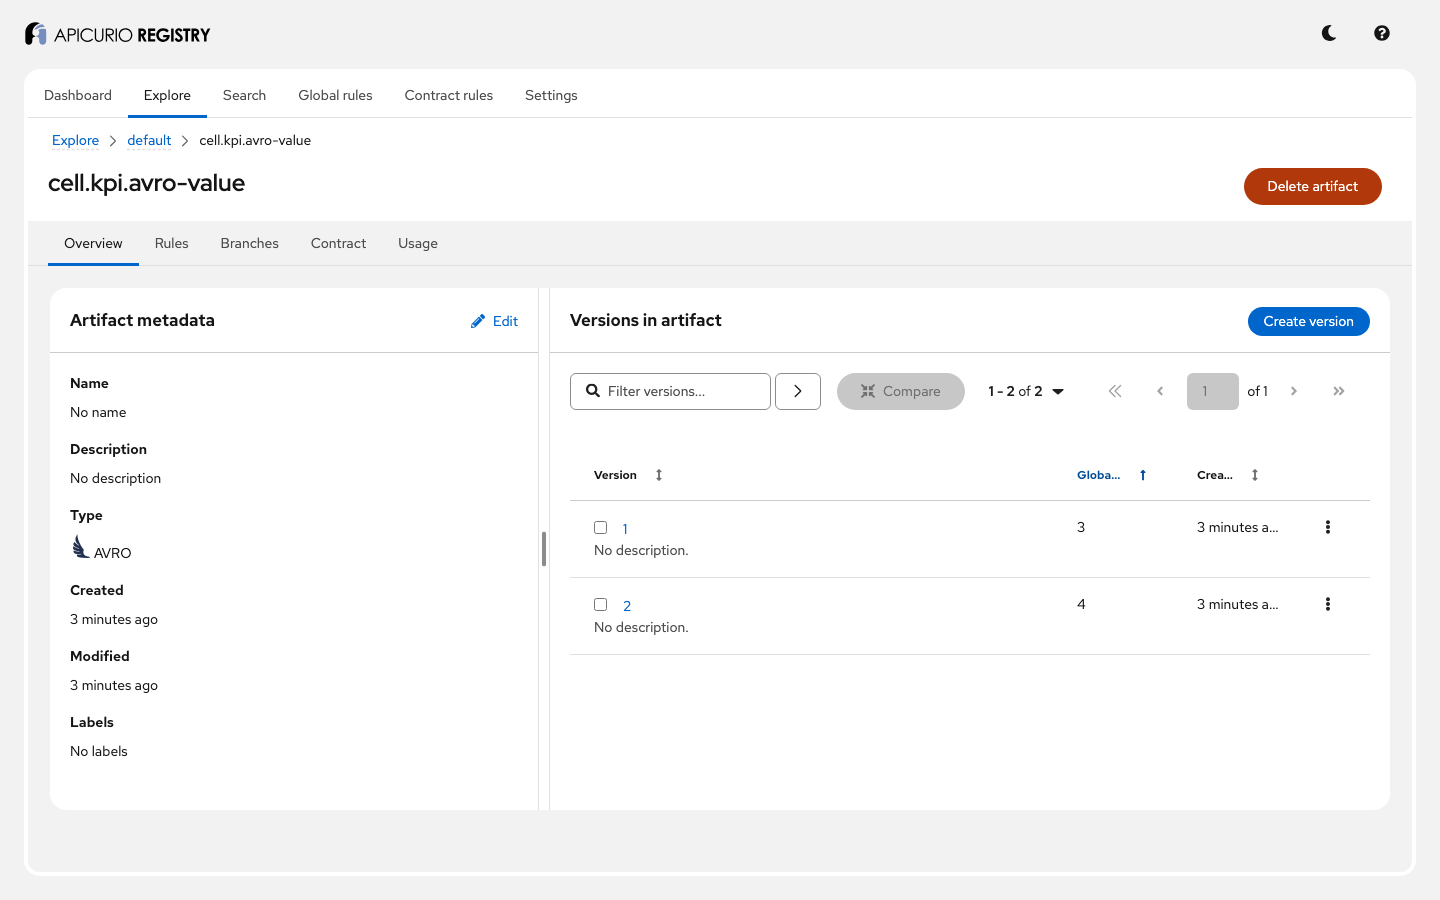 APICURIO REGISTRY
Dashboard Explore Search Global rules Contract rules Settings
Explore default cell.kpi.avro-value
cell.kpi.avro-value
Delete artifact
Overview Rules Branches Contract Usage
Artifact metadata
Edit
Name
No name
Description
No description
Type
AVRO
Created
3 minutes ago
Modified
3 minutes ago
Labels
No labels
Versions in artifact
Create version
Filter versions... Compare 1 - 2 of 2 1 of 1
Version Globa... Crea...
1 3 3 minutes a...
No description.
2 4 3 minutes a...
No description.